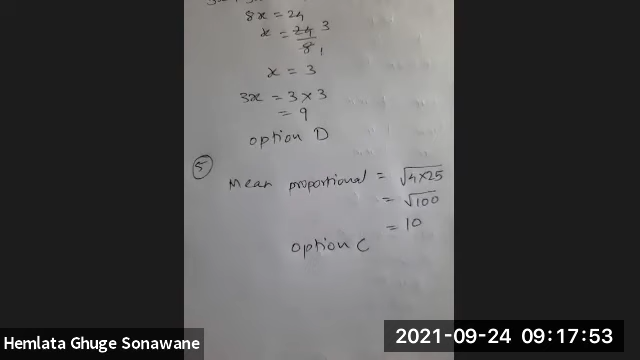 8x = 24
x = 24 3
8 1
x = 3
3x = 3 × 3
= 9
option D
5
Mean proportional = √4×25
= √100
= 10
option C
Hemlata Ghuge Sonawane
2021-09-24 09:17:53